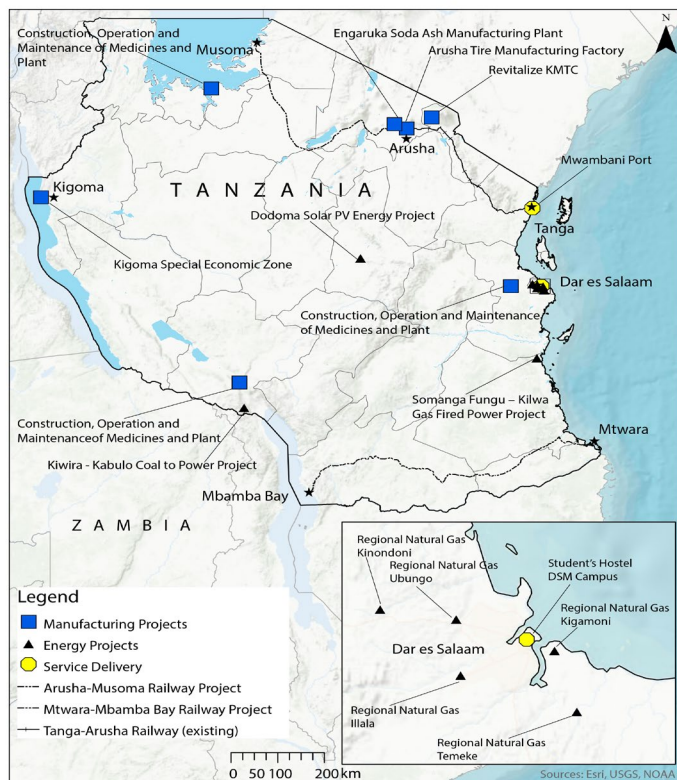 N
Construction, Operation and
Maintenance of Medicines and
Plant
Musoma
Engaruka Soda Ash Manufacturing Plant
Arusha Tire Manufacturing Factory
Revitalize KMTC
Arusha
Mwambani Port
Kigoma
TANZANIA
Tanga
Dodoma Solar PV Energy Project
Kigoma Special Economic Zone
Dar es Salaam
Construction, Operation and Maintenance
of Medicines and Plant
Somanga Fungu – Kilwa
Gas Fired Power Project
Construction, Operation and
Maintenanceof Medicines and Plant
Mtwara
Kiwira - Kabulo Coal to Power Project
Mbamba Bay
ZAMBIA
Regional Natural Gas
Kinondoni
Regional Natural Gas
Ubungo
Student's Hostel
DSM Campus
Regional Natural Gas
Kigamoni
Dar es Salaam
Regional Natural Gas
Illala
Regional Natural Gas
Temeke
Legend
Manufacturing Projects
Energy Projects
Service Delivery
Arusha-Musoma Railway Project
Mtwara-Mbamba Bay Railway Project
Tanga-Arusha Railway (existing)
0 50 100 200 km
Sources: Esri, USGS, NOAA